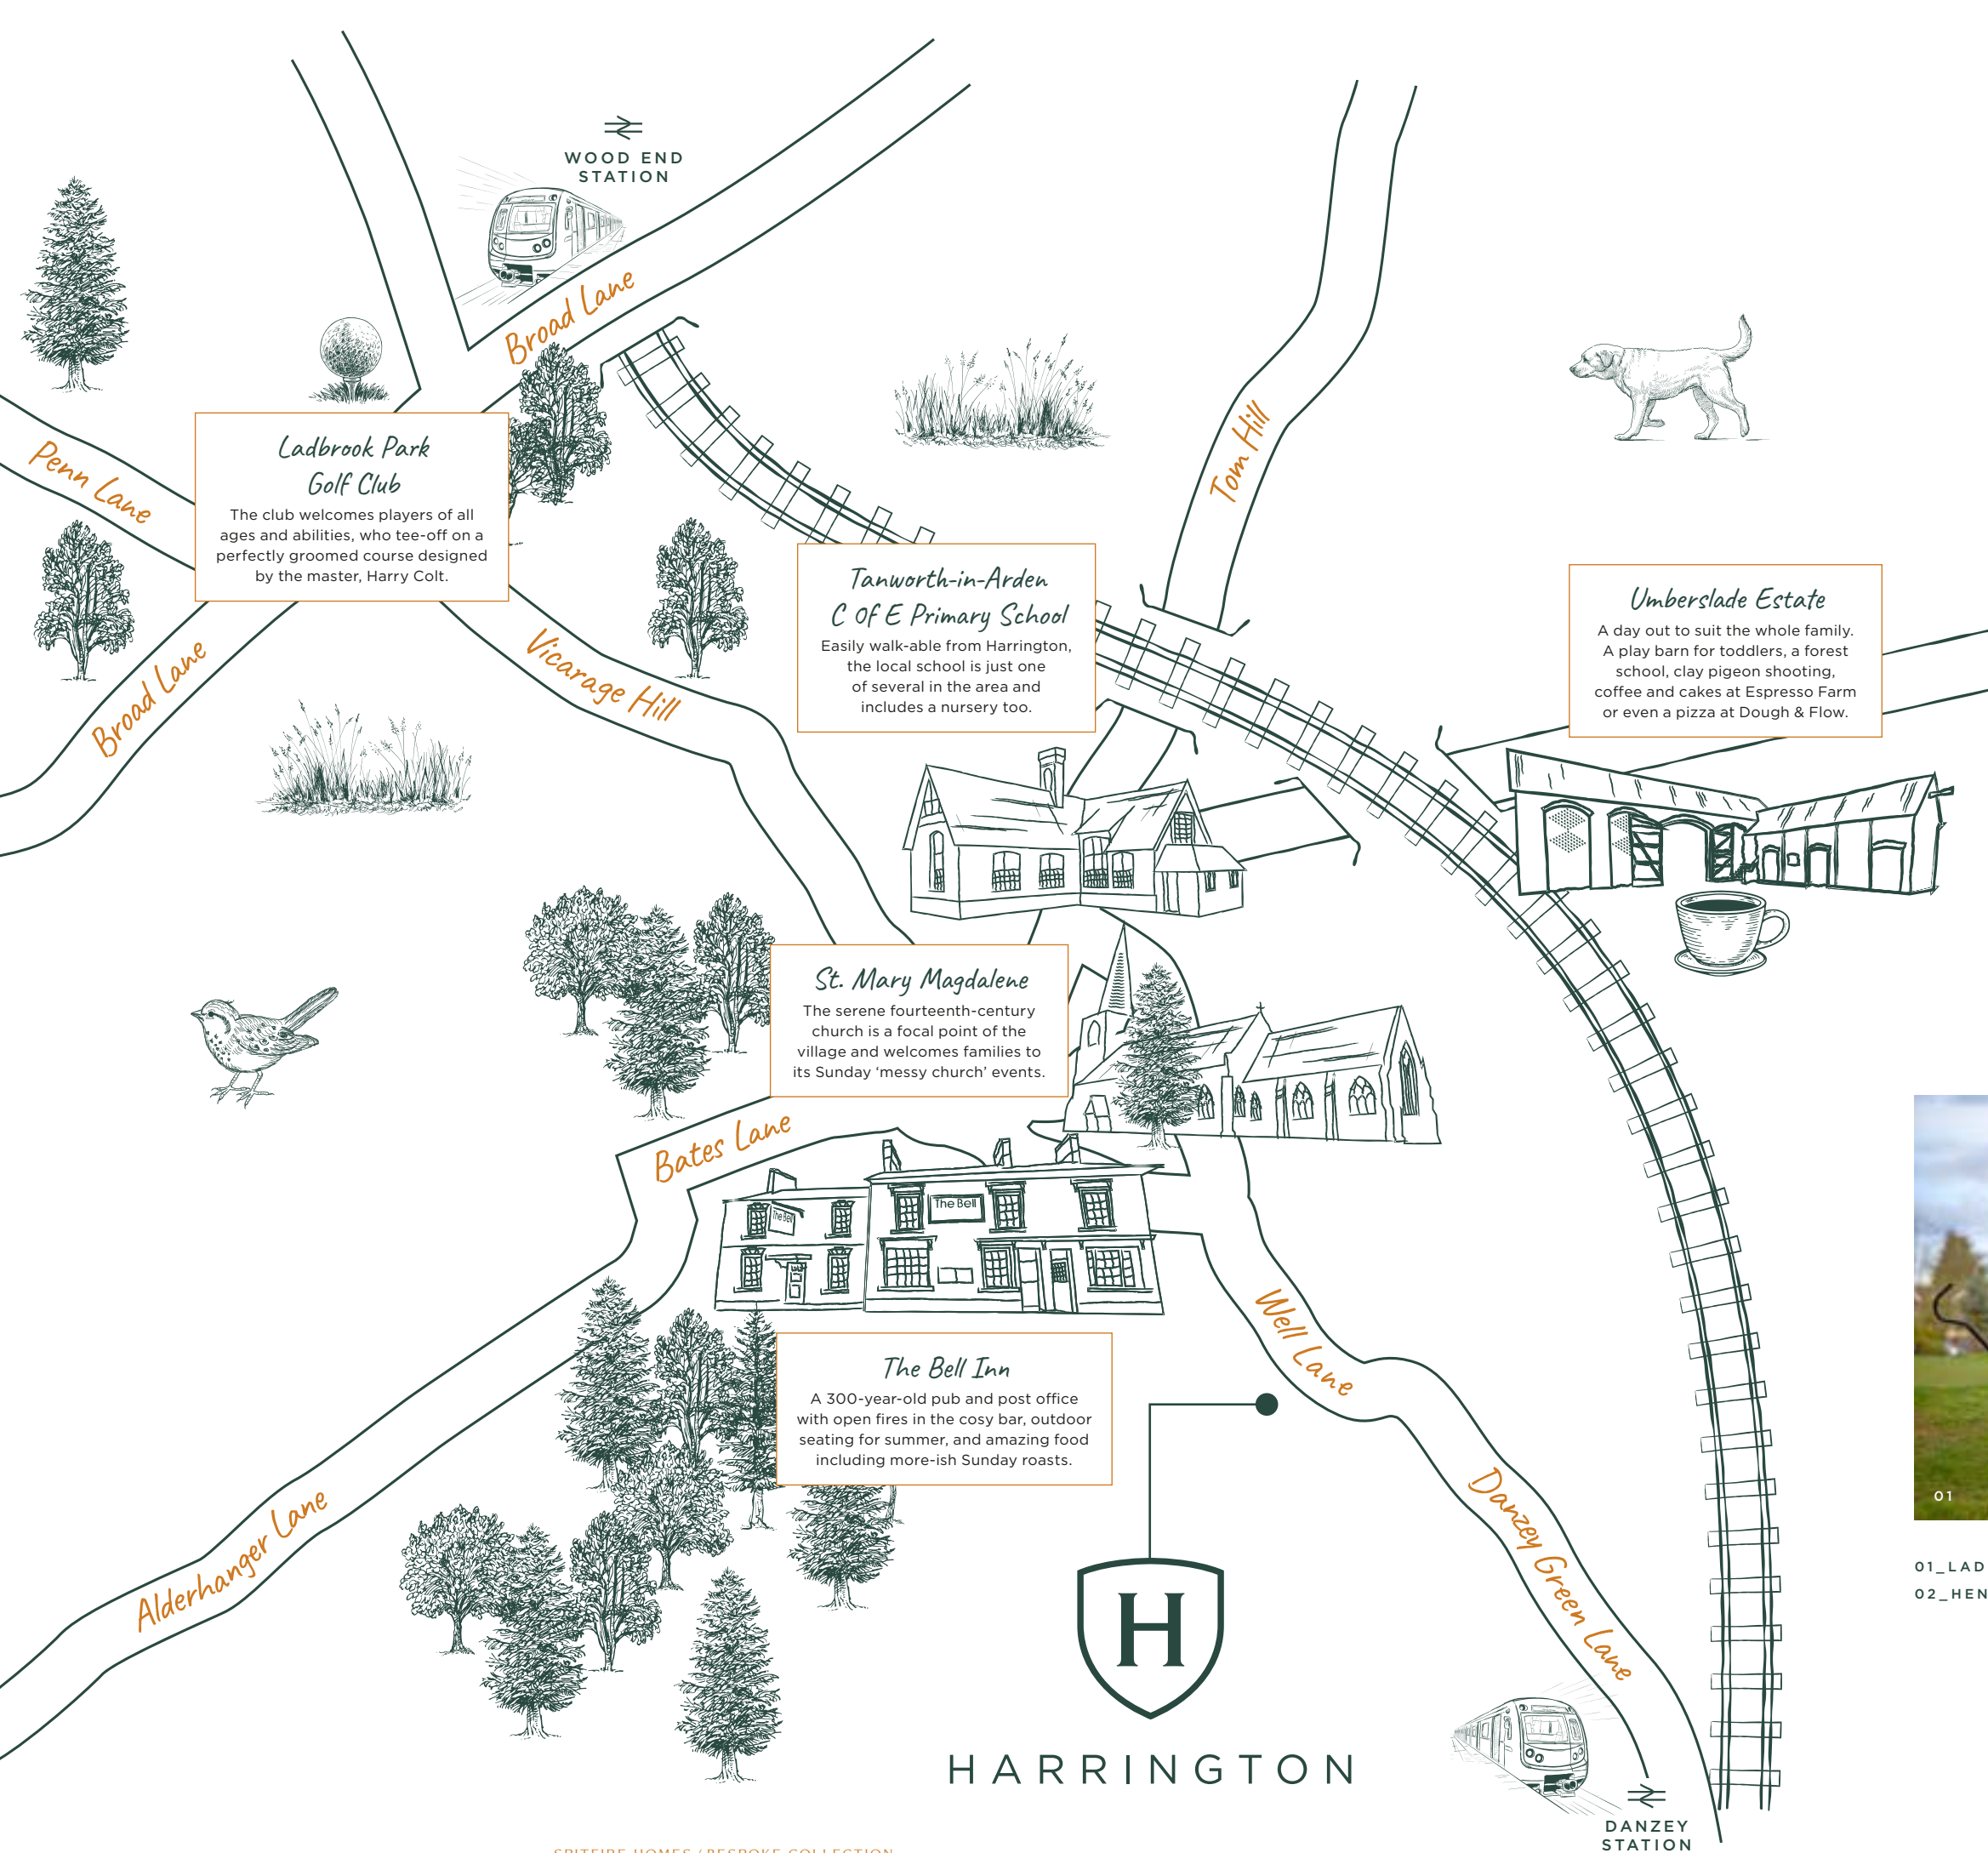 WOOD END
STATION
Broad Lane
Penn Lane
Ladbrook Park
Golf Club
The club welcomes players of all
ages and abilities, who tee-off on a
perfectly groomed course designed
by the master, Harry Colt.
Tom Hill
Tanworth-in-Arden
C Of E Primary School
Easily walk-able from Harrington,
the local school is just one
of several in the area and
includes a nursery too.
Umberslade Estate
A day out to suit the whole family.
A play barn for toddlers, a forest
school, clay pigeon shooting,
coffee and cakes at Espresso Farm
or even a pizza at Dough & Flow.
Broad Lane
Vicarage Hill
St. Mary Magdalene
The serene fourteenth-century
church is a focal point of the
village and welcomes families to
its Sunday ‘messy church’ events.
Bates Lane
The Bell
The Bell
Well Lane
The Bell Inn
A 300-year-old pub and post office
with open fires in the cosy bar, outdoor
seating for summer, and amazing food
including more-ish Sunday roasts.
Alderhanger Lane
Danzey Green Lane
01
01_LAD
02_HEN
H
HARRINGTON
DANZEY
STATION
SPITFIRE HOMES / BESPOKE COLLECTION